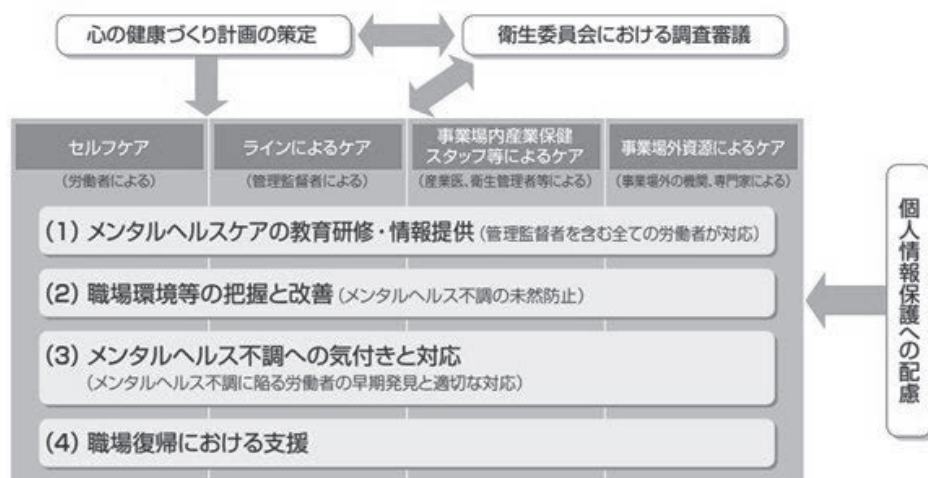 心の健康づくり計画の策定
衛生委員会における調査審議
セルフケア
(労働者による)
ラインによるケア
(管理監督者による)
事業場内産業保健
スタッフ等によるケア
(産業医、衛生管理者等による)
事業場外資源によるケア
(事業場外の機関、専門家による)
(1) メンタルヘルスケアの教育研修・情報提供 (管理監督者を含む全ての労働者が対応)
(2) 職場環境等の把握と改善 (メンタルヘルス不調の未然防止)
(3) メンタルヘルス不調への気付きと対応
(メンタルヘルス不調に陥る労働者の早期発見と適切な対応)
(4) 職場復帰における支援
個人情報保護への配慮